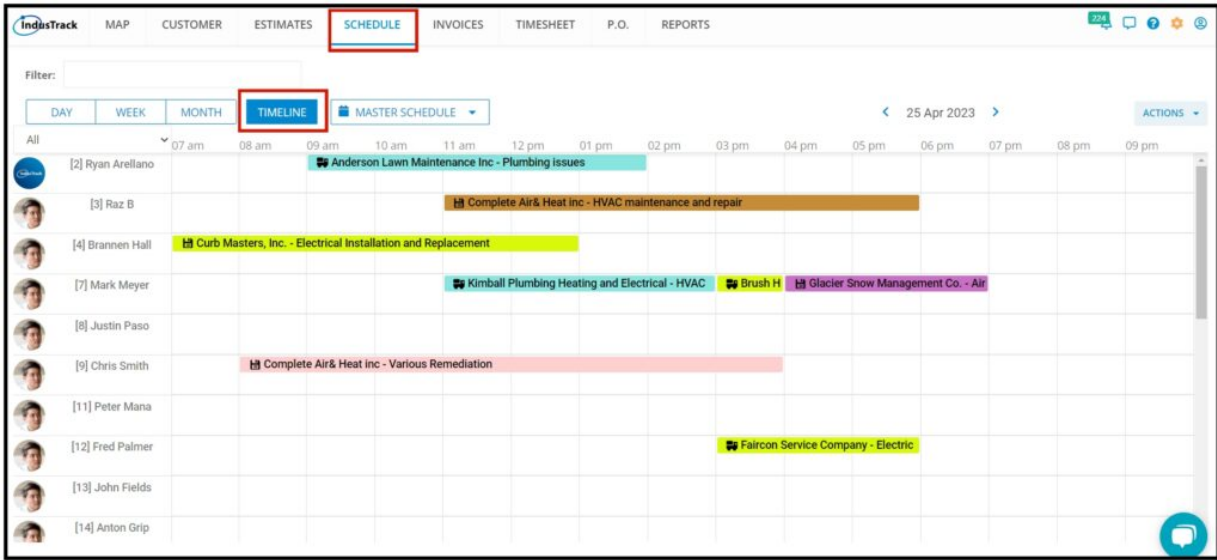 IndusTrack MAP CUSTOMER ESTIMATES SCHEDULE INVOICES TIMESHEET P.O. REPORTS 224
Filter:
DAY WEEK MONTH TIMELINE MASTER SCHEDULE 25 Apr 2023 ACTIONS
All 07 am 08 am 09 am 10 am 11 am 12 pm 01 pm 02 pm 03 pm 04 pm 05 pm 06 pm 07 pm 08 pm 09 pm
IndusTrack [2] Ryan Arellano Anderson Lawn Maintenance Inc - Plumbing issues
[3] Raz B Complete Air& Heat inc - HVAC maintenance and repair
[4] Brannen Hall Curb Masters, Inc. - Electrical Installation and Replacement
[7] Mark Meyer Kimball Plumbing Heating and Electrical - HVAC Brush H Glacier Snow Management Co. - Air
[8] Justin Paso
[9] Chris Smith Complete Air& Heat inc - Various Remediation
[11] Peter Mana
[12] Fred Palmer Faircon Service Company - Electric
[13] John Fields
[14] Anton Grip